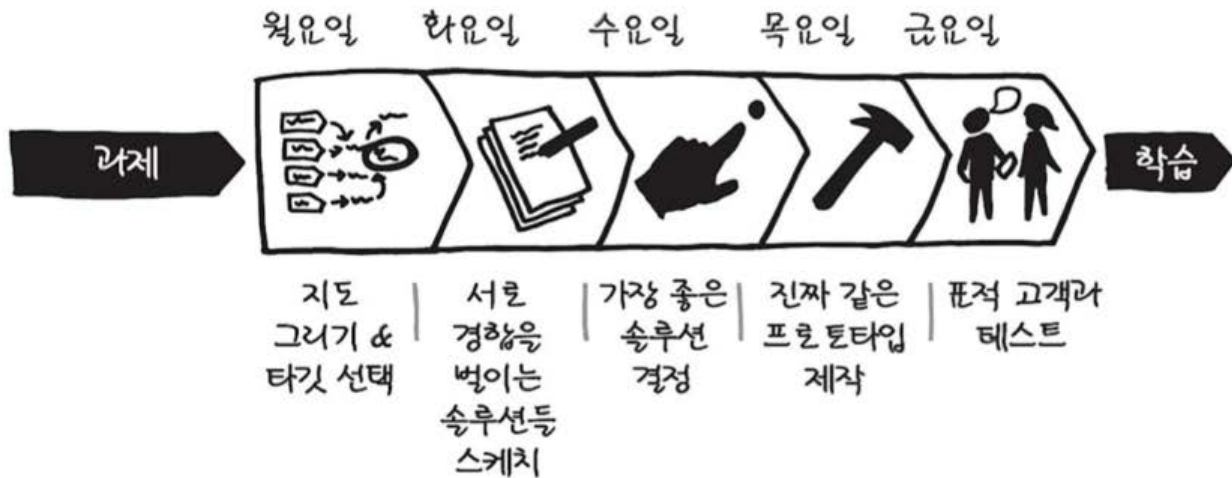 월요일
화요일
수요일
목요일
금요일
과제
학습
지도
그리기 &
타깃 선택
서로
경합을
벌이는
솔루션들
스케치
가장 좋은
솔루션
결정
진짜 같은
프로토타입
제작
표적 고객과
테스트